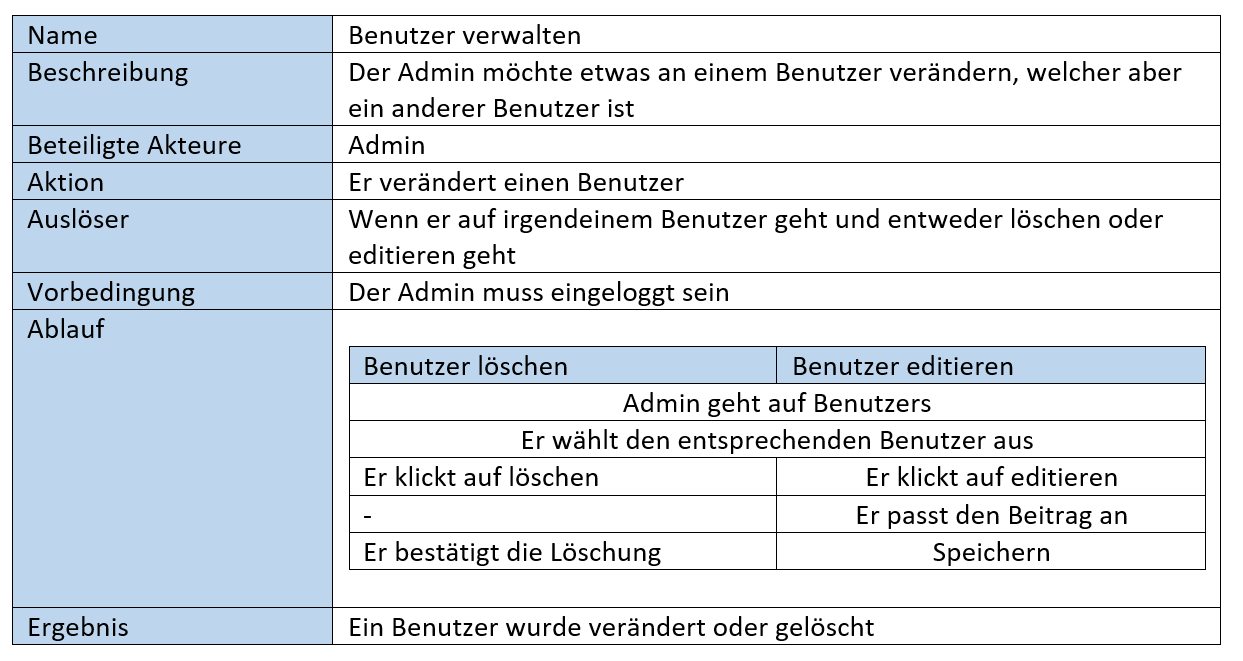 Name
Benutzer verwalten
Beschreibung
Der Admin möchte etwas an einem Benutzer verändern, welcher aber
ein anderer Benutzer ist
Beteiligte Akteure
Admin
Aktion
Er verändert einen Benutzer
Auslöser
Wenn er auf irgendeinem Benutzer geht und entweder löschen oder
editieren geht
Vorbedingung
Der Admin muss eingeloggt sein
Ablauf
Benutzer löschen
Benutzer editieren
Admin geht auf Benutzers
Er wählt den entsprechenden Benutzer aus
Er klickt auf löschen
Er klickt auf editieren
-
Er passt den Beitrag an
Er bestätigt die Löschung
Speichern
Ergebnis
Ein Benutzer wurde verändert oder gelöscht